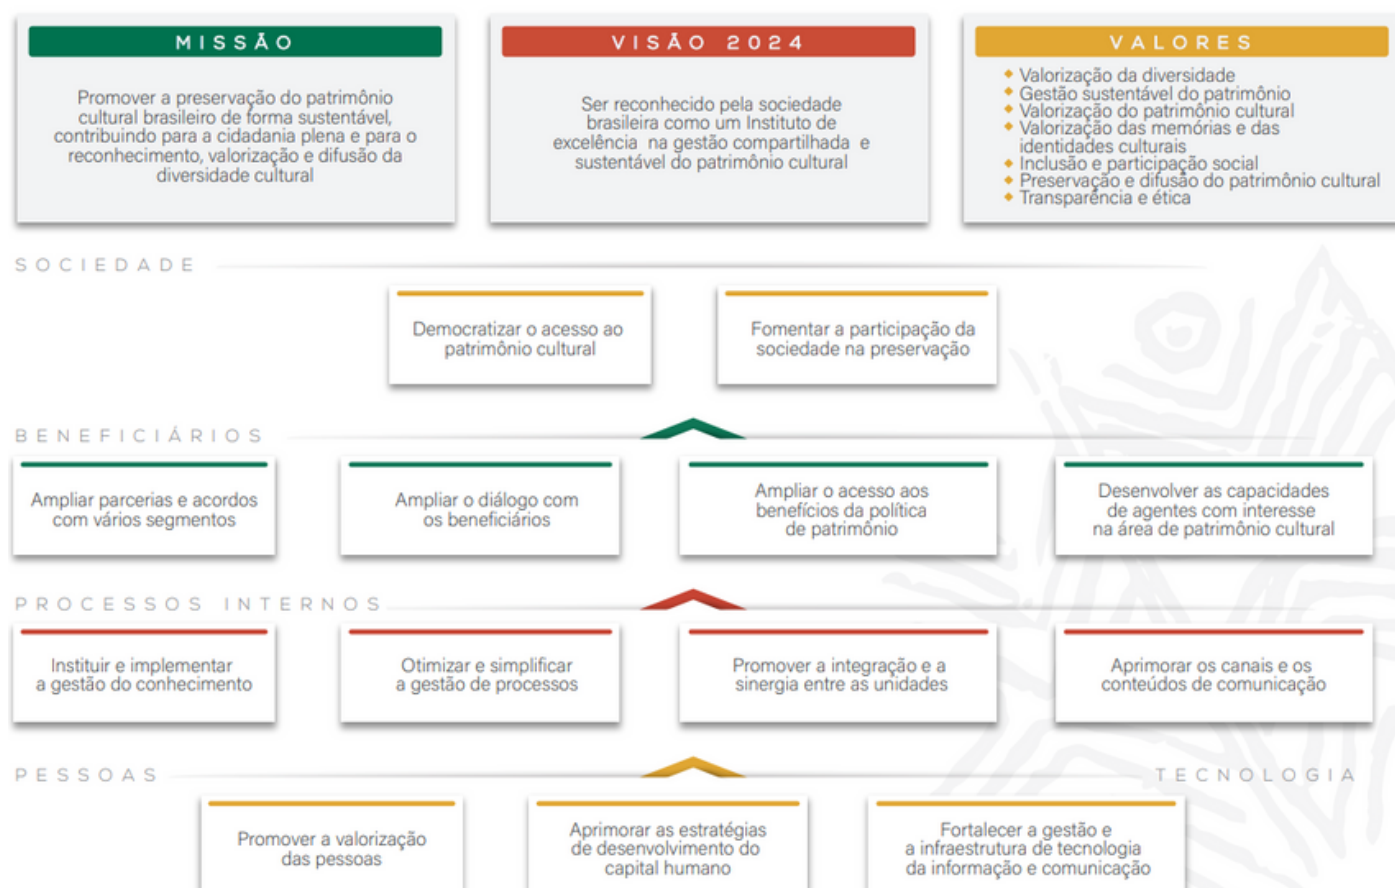 MISSÃO
Promover a preservação do patrimônio
cultural brasileiro de forma sustentável,
contribuindo para a cidadania plena e para o
reconhecimento, valorização e difusão da
diversidade cultural
VISÃO 2024
Ser reconhecido pela sociedade
brasileira como um Instituto de
excelência na gestão compartilhada e
sustentável do patrimônio cultural
VALORES
Valorização da diversidade
Gestão sustentável do patrimônio
Valorização do patrimônio cultural
Valorização das memórias e das
identidades culturais
Inclusão e participação social
Preservação e difusão do patrimônio cultural
Transparência e ética
SOCIEDADE
Democratizar o acesso ao
patrimônio cultural
Fomentar a participação da
sociedade na preservação
BENEFICIÁRIOS
Ampliar parcerias e acordos
com vários segmentos
Ampliar o diálogo com
os beneficiários
Ampliar o acesso aos
benefícios da política
de patrimônio
Desenvolver as capacidades
de agentes com interesse
na área de patrimônio cultural
PROCESSOS INTERNOS
Instituir e implementar
a gestão do conhecimento
Otimizar e simplificar
a gestão de processos
Promover a integração e a
sinergia entre as unidades
Aprimorar os canais e os
conteúdos de comunicação
PESSOAS
TECNOLOGIA
Promover a valorização
das pessoas
Aprimorar as estratégias
de desenvolvimento do
capital humano
Fortalecer a gestão e
a infraestrutura de tecnologia
da informação e comunicação